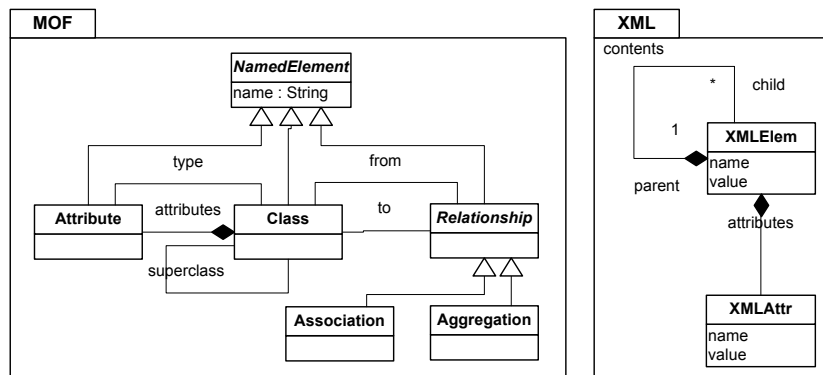 MOF
NamedElement
name : String
type
from
Attribute
attributes
Class
to
Relationship
superclass
Association
Aggregation
XML
contents
*
child
1
XMLElem
name
value
parent
attributes
XMLAttr
name
value